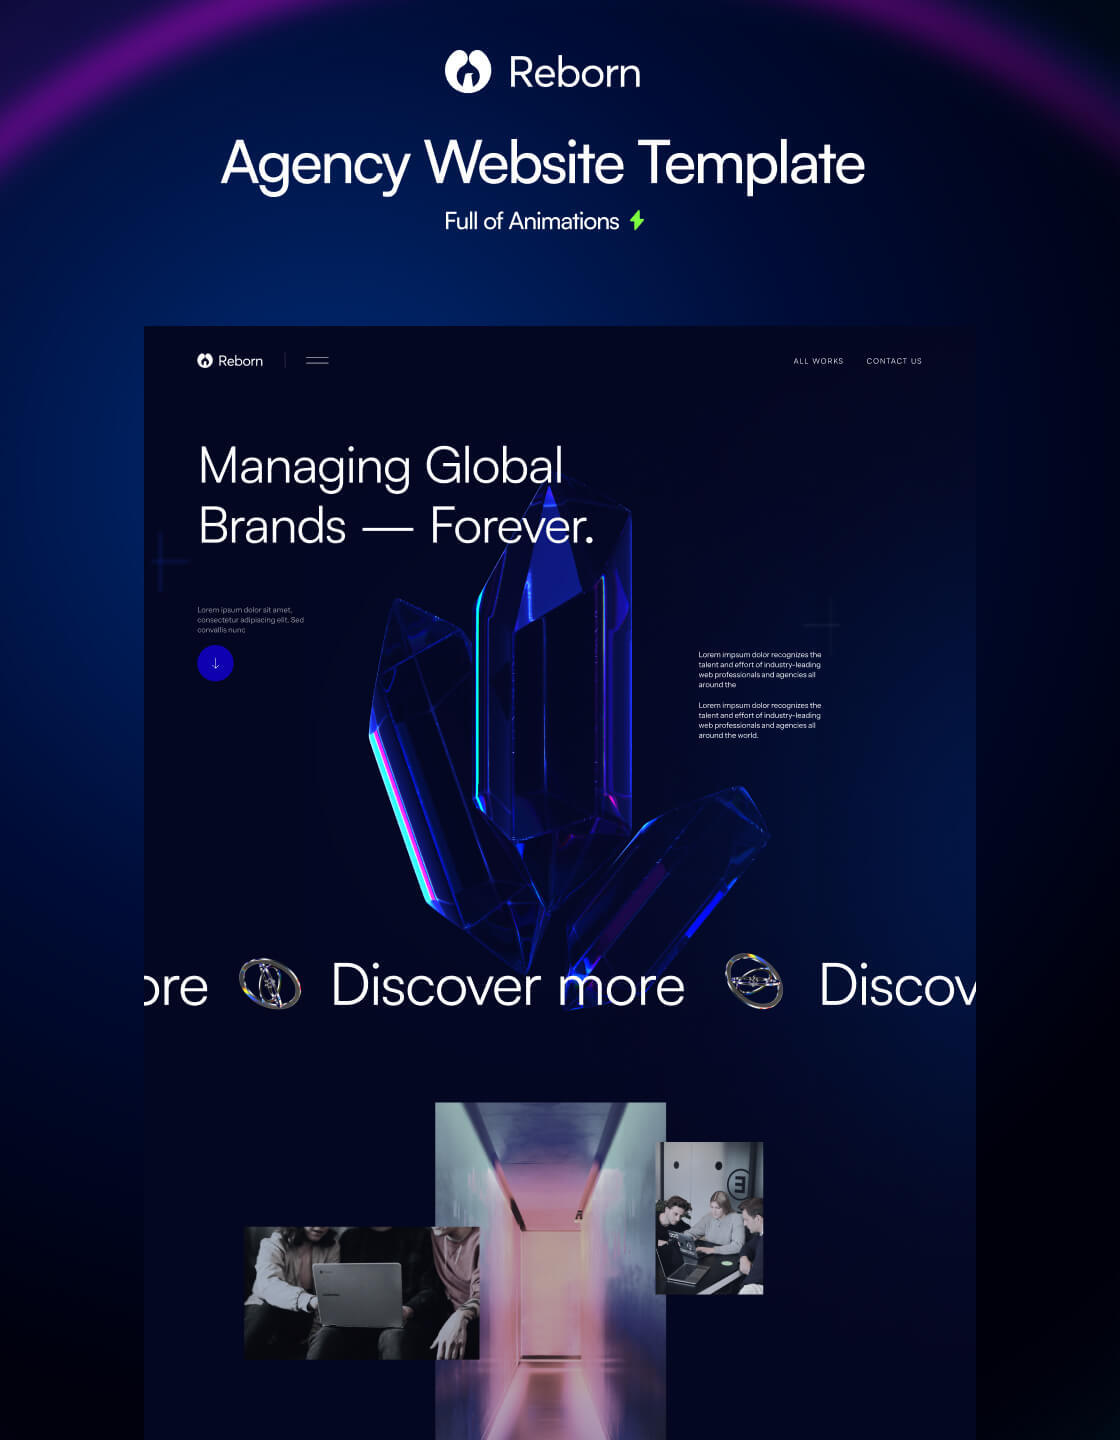 Reborn
Agency Website Template
Full of Animations
Reborn
ALL WORKS
CONTACT US
Managing Global
Brands — Forever.
Lorem ipsum dolor sit amet,
consectetur adipiscing elit. Sed
convallis nunc
Lorem impsum dolor recognizes the
talent and effort of industry-leading
web professionals and agencies all
around the
Lorem impsum dolor recognizes the
talent and effort of industry-leading
web professionals and agencies all
around the world.
ore Discover more Discov